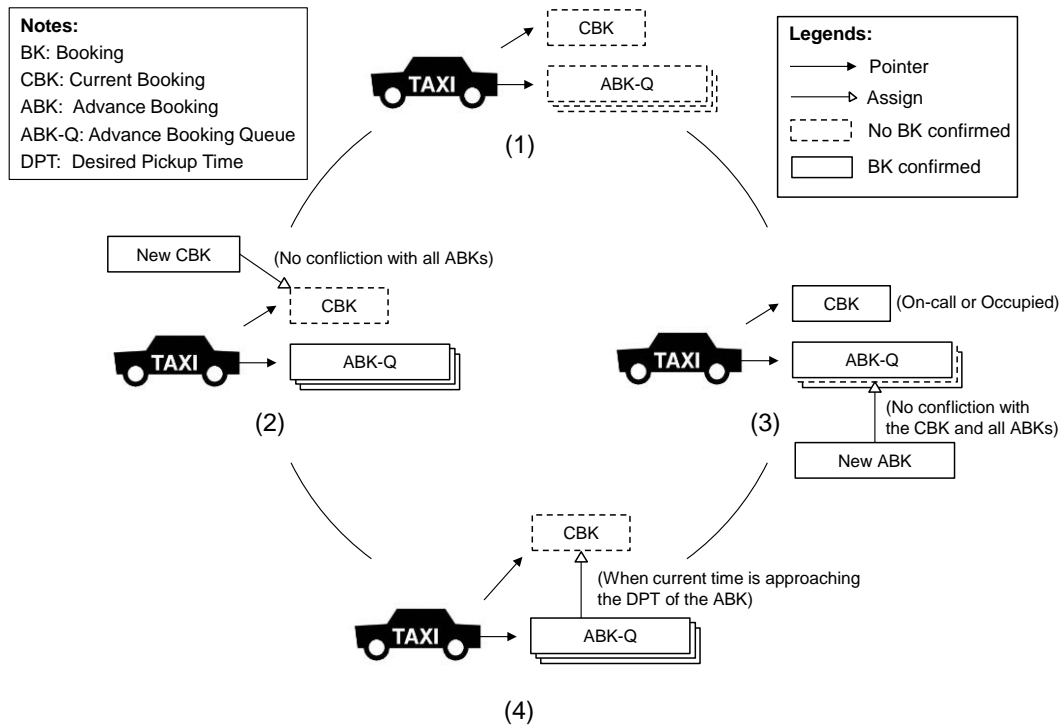 Notes:
BK: Booking
CBK: Current Booking
ABK:  Advance Booking
ABK-Q: Advance Booking Queue
DPT:  Desired Pickup Time
CBK
TAXI
ABK-Q
(1)
Legends:
Pointer
Assign
No BK confirmed
BK confirmed
New CBK
(No confliction with all ABKs)
CBK
TAXI
ABK-Q
(2)
CBK
(On-call or Occupied)
TAXI
ABK-Q
(3)
(No confliction with
the CBK and all ABKs)
New ABK
CBK
(When current time is approaching
the DPT of the ABK)
TAXI
ABK-Q
(4)